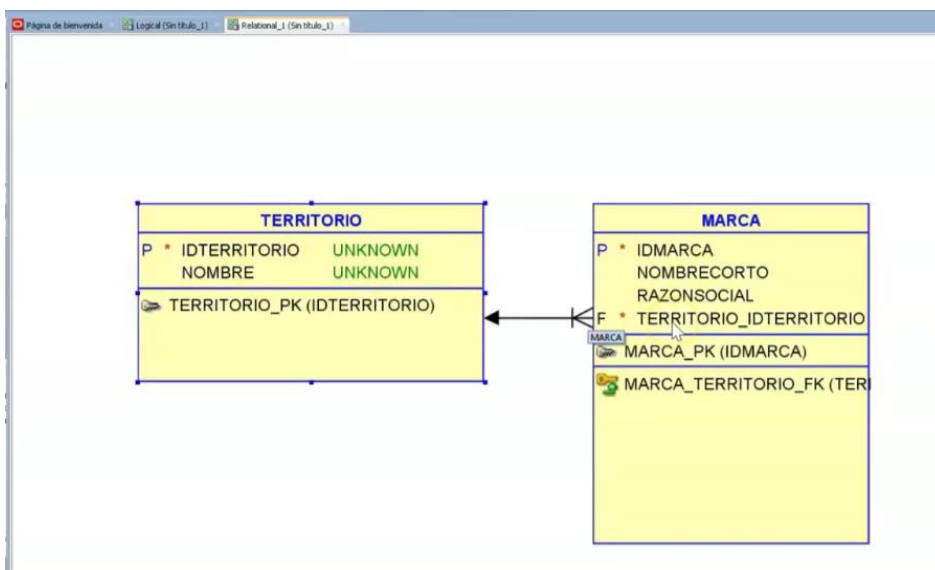 Página de bienvenida
Logical (Sin título_1)
Relational_1 (Sin título_1)
TERRITORIO
P * IDTERRITORIO UNKNOWN
NOMBRE UNKNOWN
TERRITORIO_PK (IDTERRITORIO)
MARCA
P * IDMARCA
NOMBRECORTO
RAZONSOCIAL
F * TERRITORIO_IDTERRITORIO
MARCA
MARCA_PK (IDMARCA)
MARCA_TERRITORIO_FK (TERI